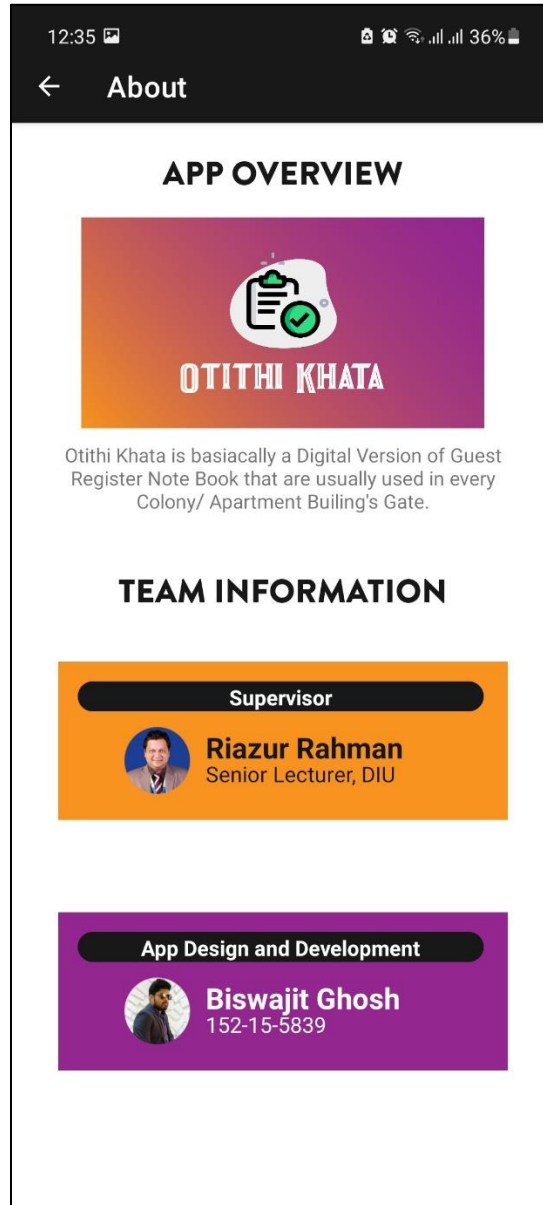 12:35 36%
About
APP OVERVIEW
OTITHI KHATA
Otithi Khata is basiacally a Digital Version of Guest
Register Note Book that are usually used in every
Colony/ Apartment Builing's Gate.
TEAM INFORMATION
Supervisor
Riazur Rahman
Senior Lecturer, DIU
App Design and Development
Biswajit Ghosh
152-15-5839